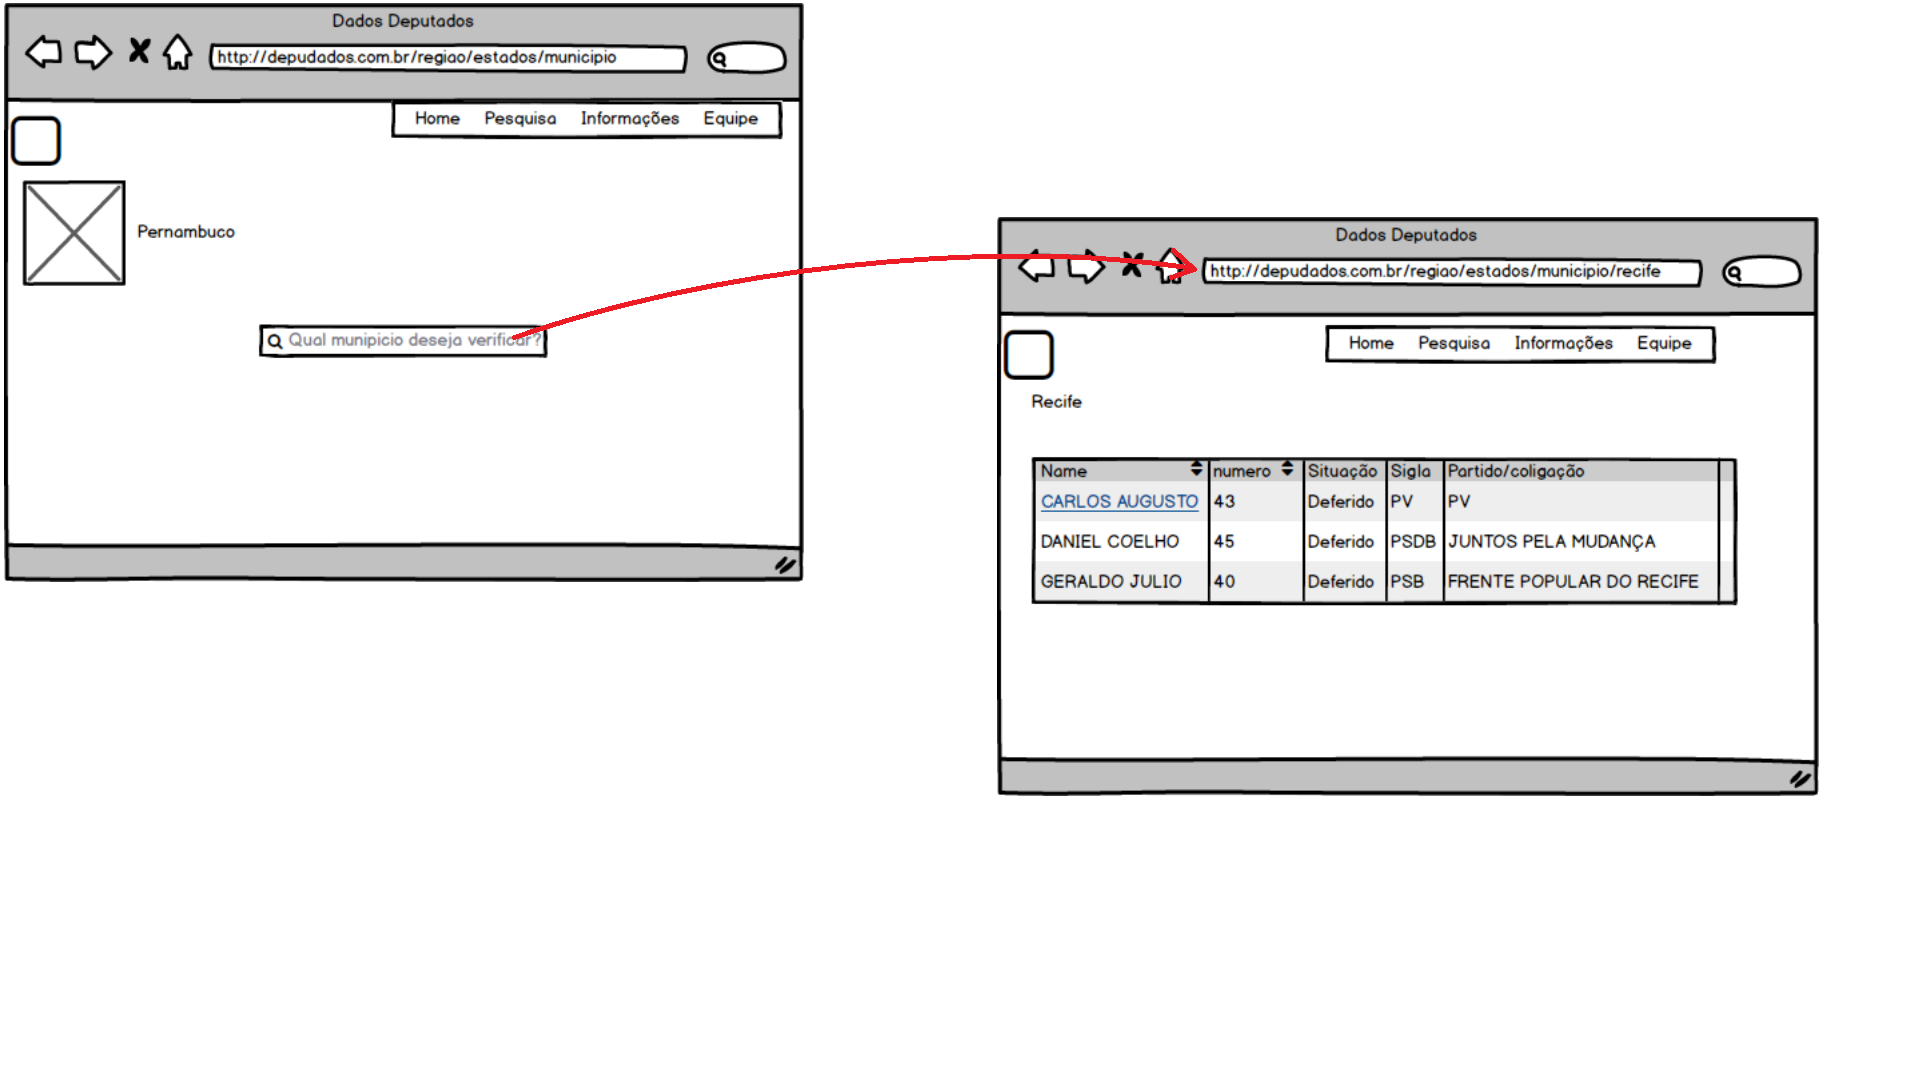 Dados Deputados
http://depudados.com.br/regiao/estados/municipio
Home Pesquisa Informações Equipe
Pernambuco
Qual munipicio deseja verificar?
Dados Deputados
http://depudados.com.br/regiao/estados/municipio/recife
Home Pesquisa Informações Equipe
Recife
Name numero Situação Sigla Partido/coligação
CARLOS AUGUSTO 43 Deferido PV PV
DANIEL COELHO 45 Deferido PSDB JUNTOS PELA MUDANÇA
GERALDO JULIO 40 Deferido PSB FRENTE POPULAR DO RECIFE